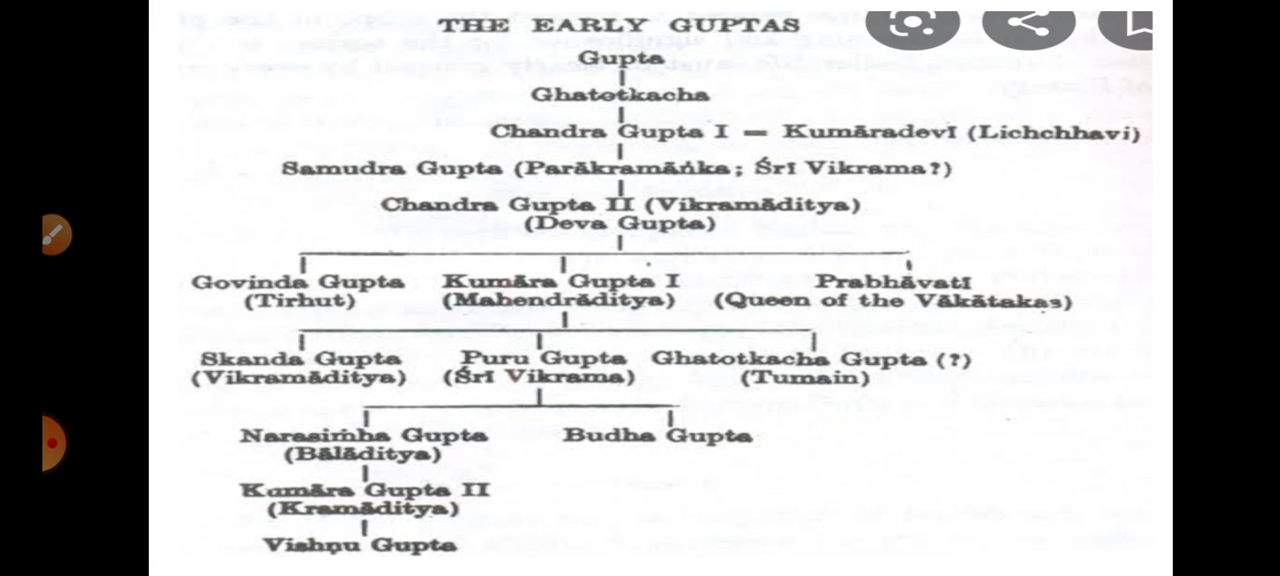 THE EARLY GUPTAS
Gupta
Ghatotkacha
Chandra Gupta I = Kumāradevī (Lichchhavi)
Samudra Gupta (Parākramāṅka; Śrī Vikrama?)
Chandra Gupta II (Vikramāditya)
(Deva Gupta)
Govinda Gupta Kumāra Gupta I Prabhāvatī
(Tirhut) (Mahendrāditya) (Queen of the Vākāṭakas)
Skanda Gupta Puru Gupta Ghatotkacha Gupta (?)
(Vikramāditya) (Śrī Vikrama) (Tumain)
Narasiṁha Gupta Budha Gupta
(Bālāditya)
Kumāra Gupta II
(Kramāditya)
Vishṇu Gupta